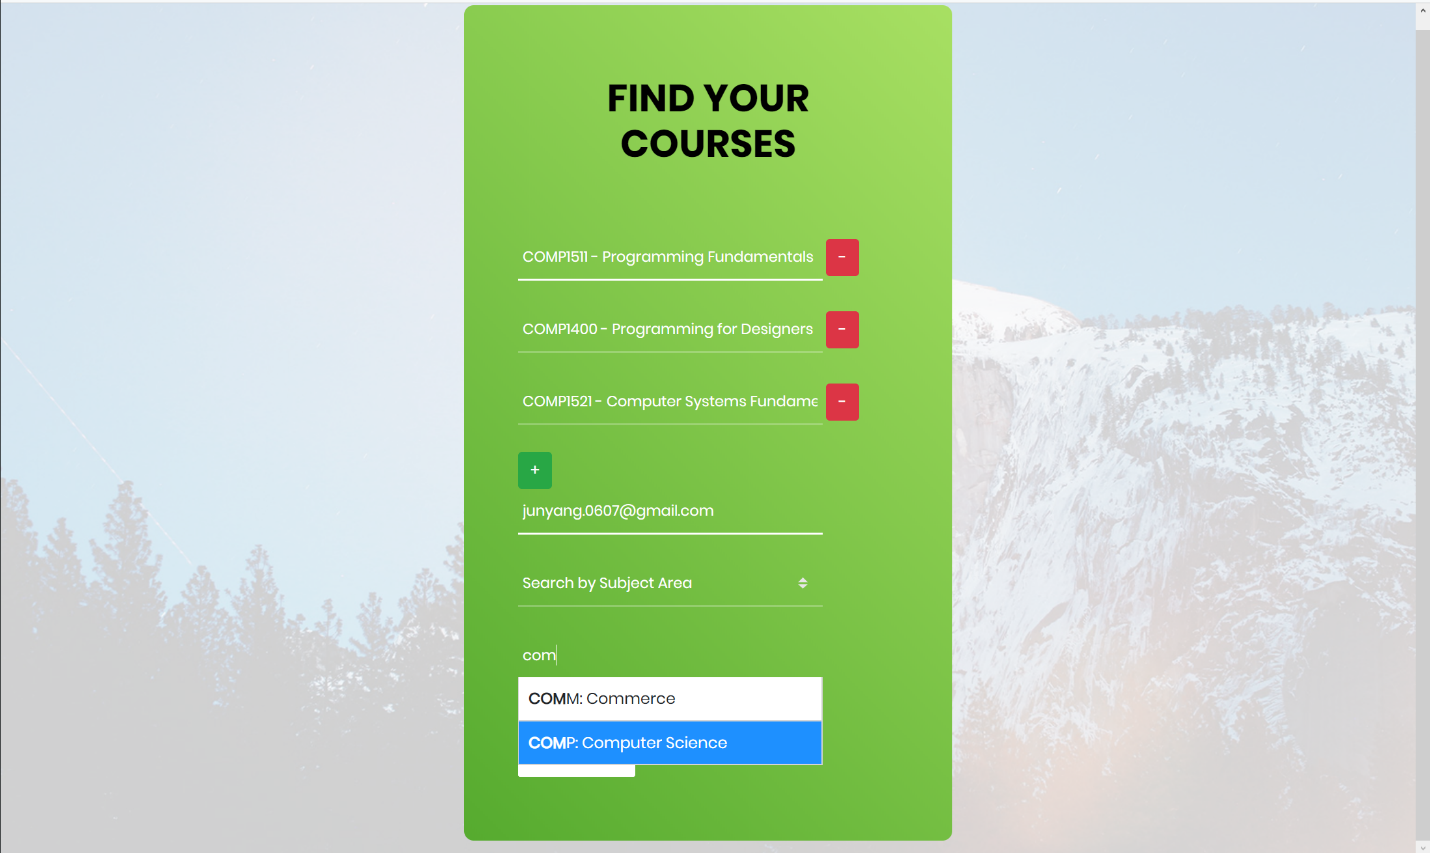 FIND YOUR
COURSES
COMP1511 - Programming Fundamentals
-
COMP1400 - Programming for Designers
-
COMP1521 - Computer Systems Fundame
-
+
junyang.0607@gmail.com
Search by Subject Area
com
COMM: Commerce
COMP: Computer Science